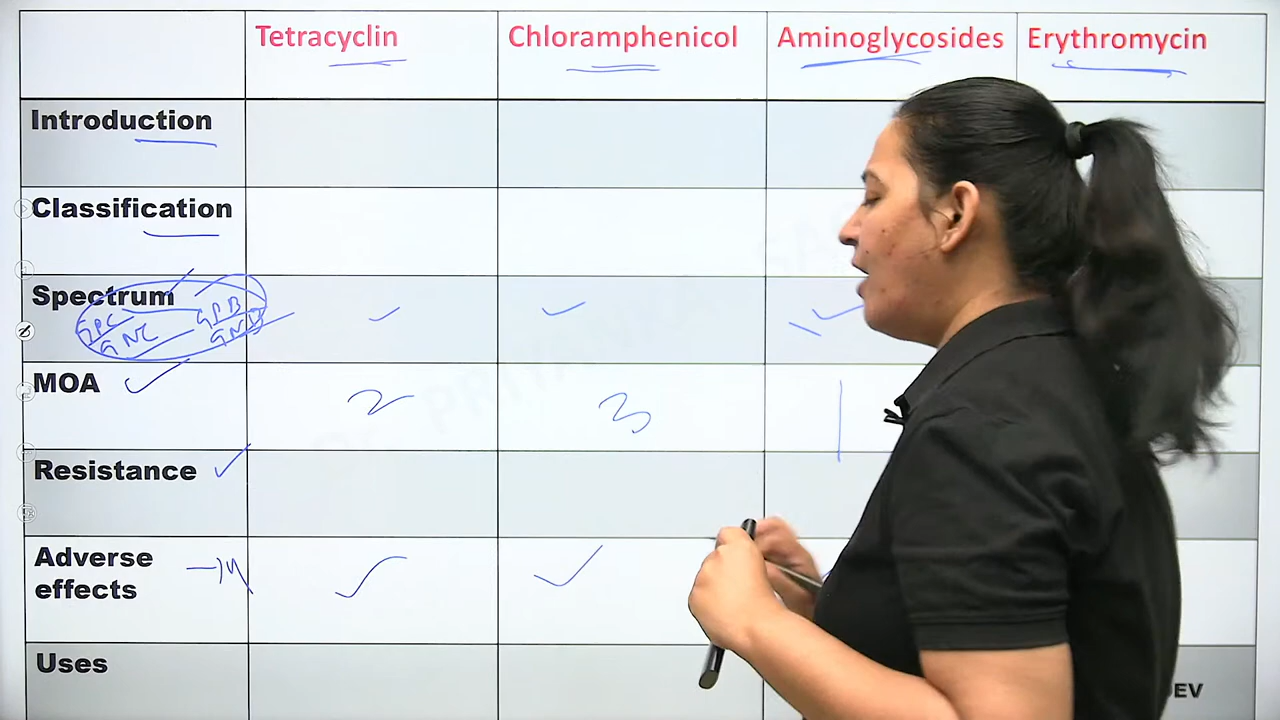 Tetracyclin Chloramphenicol Aminoglycosides Erythromycin
Introduction
Classification
Spectrum
GPC GPB
GNC GNB
MOA 2 3 1
Resistance
Adverse
effects
Uses
DEV